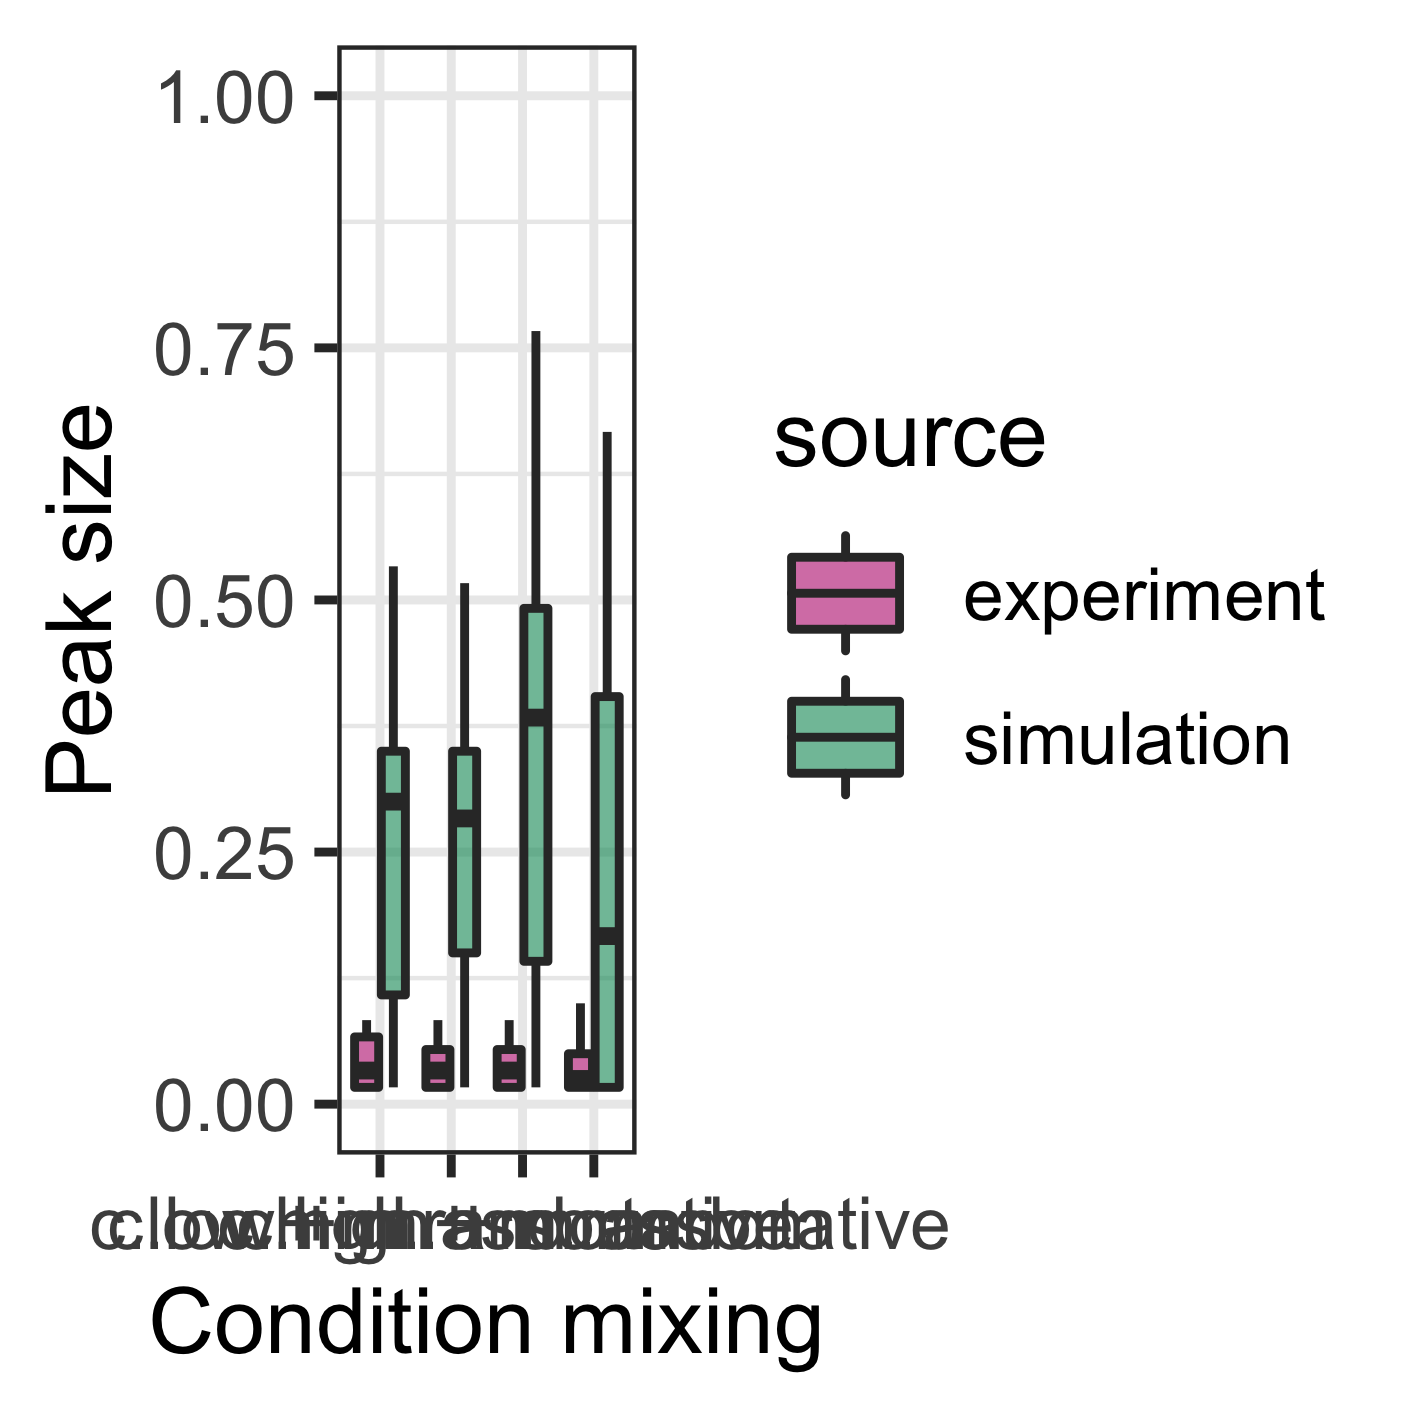 1.00
0.75
0.50
0.25
0.00
Peak size
source
experiment
simulation
Condition mixing